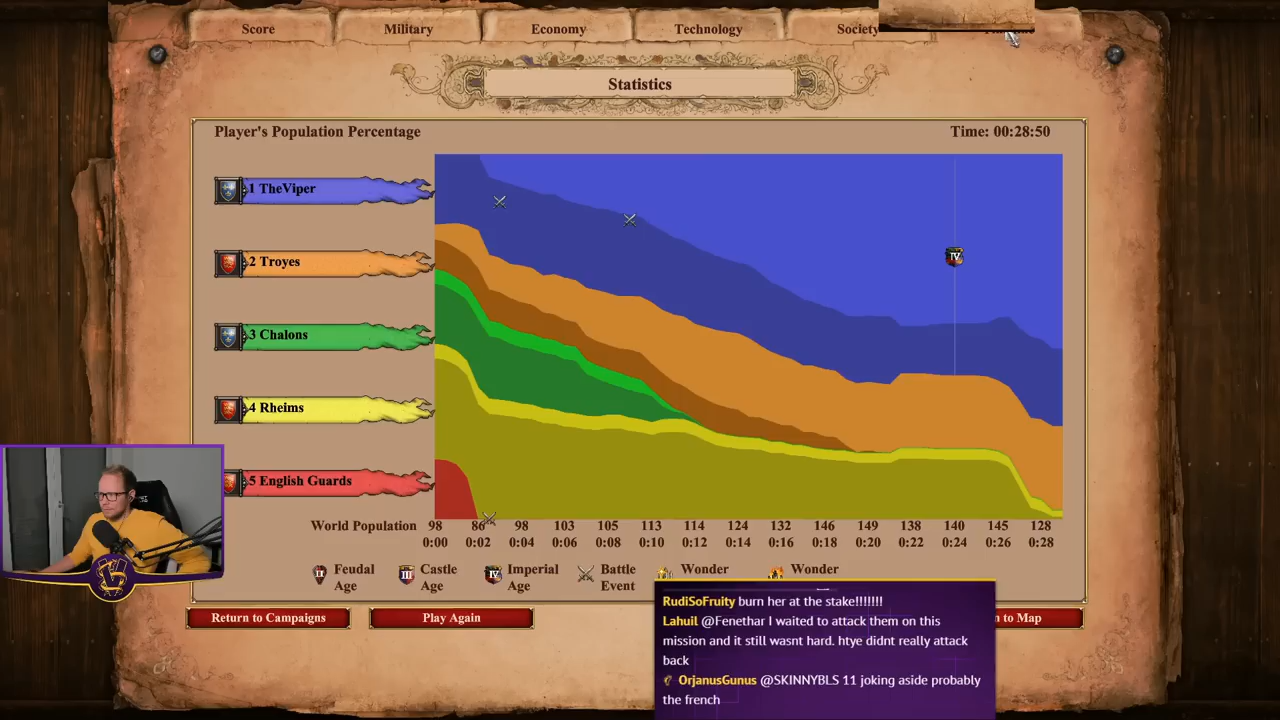 Score Military Economy Technology Society
Statistics
Player's Population Percentage Time: 00:28:50
1 TheViper
2 Troyes
3 Chalons
4 Rheims
5 English Guards
World Population 98 86 98 103 105 113 114 124 132 146 149 138 140 145 128
0:00 0:02 0:04 0:06 0:08 0:10 0:12 0:14 0:16 0:18 0:20 0:22 0:24 0:26 0:28
II Feudal Age
III Castle Age
IV Imperial Age
Battle Event
Wonder
Wonder
IV
Return to Campaigns Play Again n to Map
RudiSoFruity burn her at the stake!!!!!!!
Lahuil @Fenethar I waited to attack them on this
mission and it still wasnt hard. htye didnt really attack
back
OrjanusGunus @SKINNYBLS 11 joking aside probably
the french